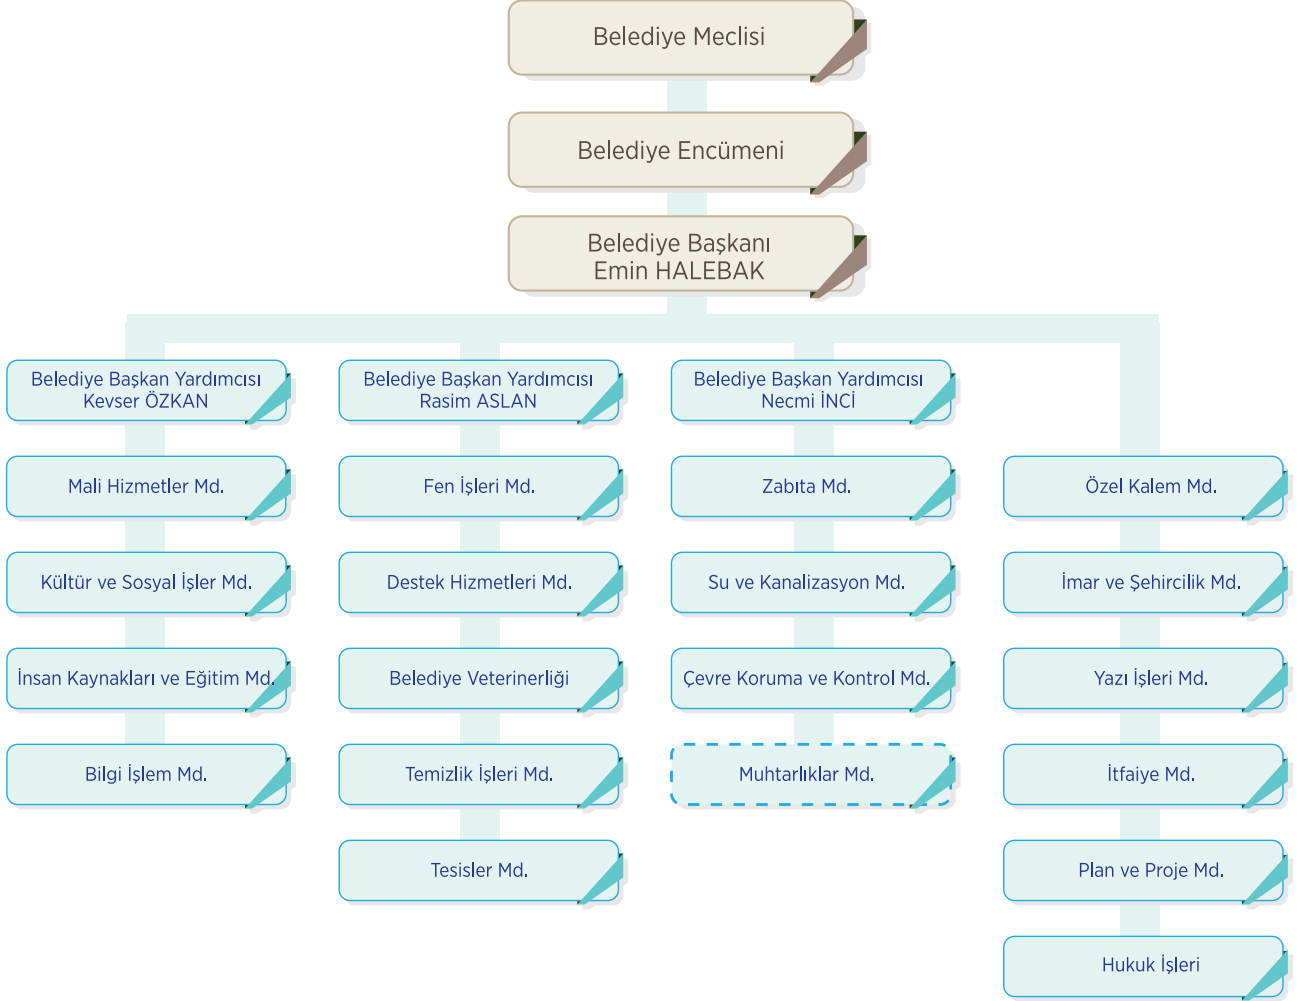 Belediye Meclisi
Belediye Encümeni
Belediye Başkanı
Emin HALEBAK
Belediye Başkan Yardımcısı
Kevser ÖZKAN
Mali Hizmetler Md.
Kültür ve Sosyal İşler Md.
İnsan Kaynakları ve Eğitim Md.
Bilgi İşlem Md.
Belediye Başkan Yardımcısı
Rasim ASLAN
Fen İşleri Md.
Destek Hizmetleri Md.
Belediye Veterinerliği
Temizlik İşleri Md.
Tesisler Md.
Belediye Başkan Yardımcısı
Necmi İNCİ
Zabıta Md.
Su ve Kanalizasyon Md.
Çevre Koruma ve Kontrol Md.
Muhtarlıklar Md.
Özel Kalem Md.
İmar ve Şehircilik Md.
Yazı İşleri Md.
İtfaiye Md.
Plan ve Proje Md.
Hukuk İşleri